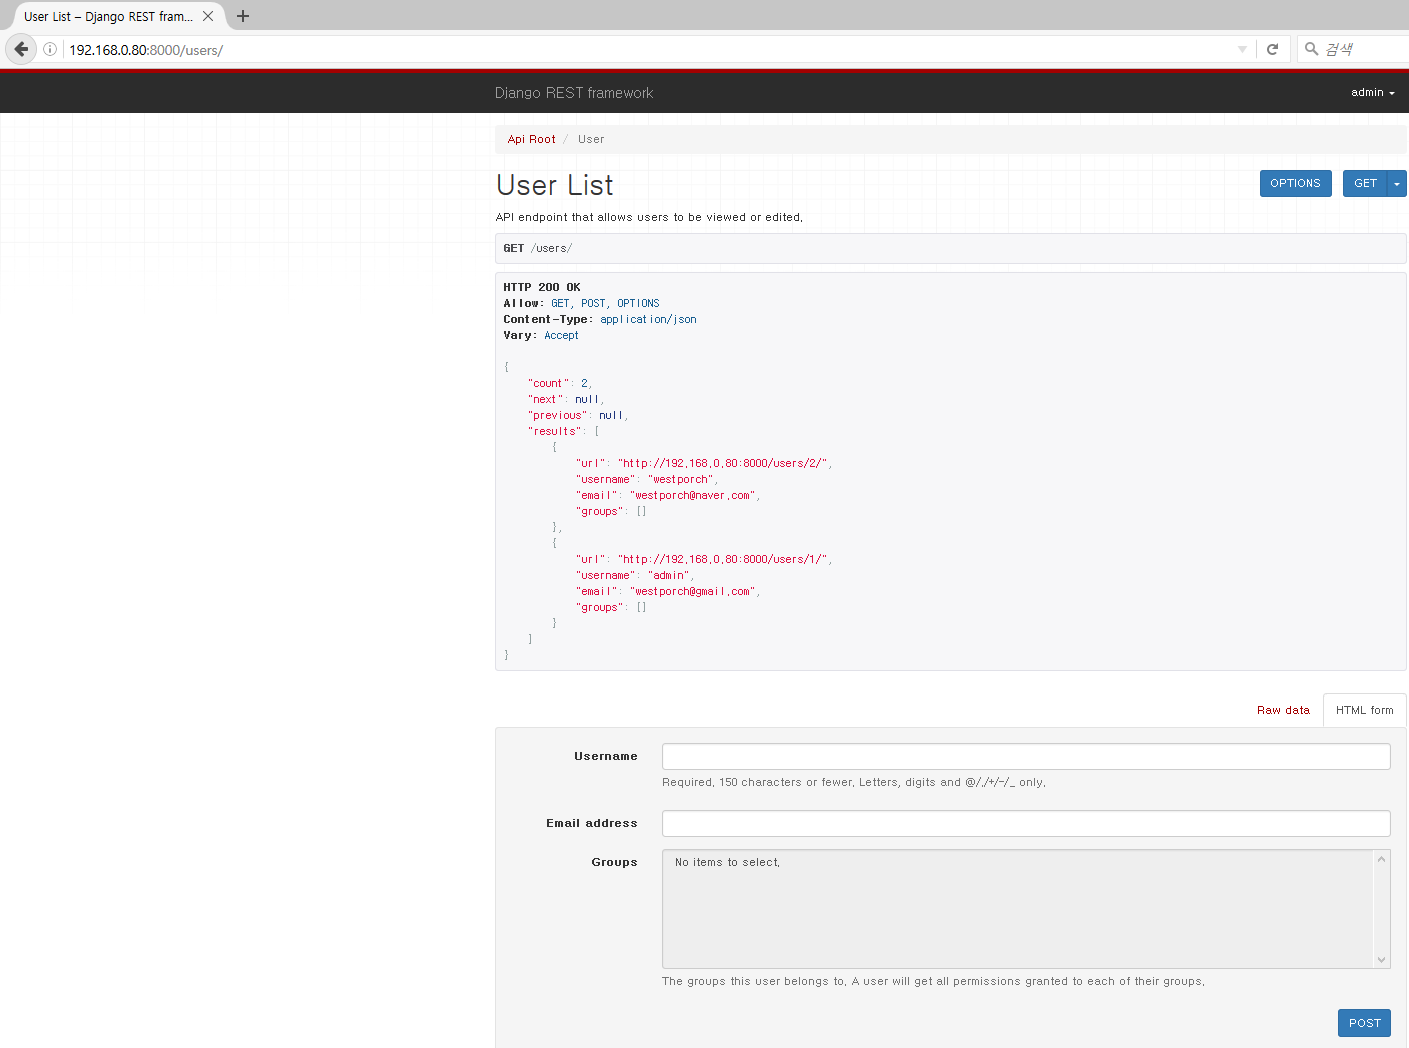 User List – Django REST fram...
192.168.0.80:8000/users/
검색
Django REST framework
admin
Api Root / User
User List
OPTIONS
GET
API endpoint that allows users to be viewed or edited.
GET /users/
HTTP 200 OK
Allow: GET, POST, OPTIONS
Content-Type: application/json
Vary: Accept
{
"count": 2,
"next": null,
"previous": null,
"results": [
{
"url": "http://192.168.0.80:8000/users/2/",
"username": "westporch",
"email": "westporch@naver.com",
"groups": []
},
{
"url": "http://192.168.0.80:8000/users/1/",
"username": "admin",
"email": "westporch@gmail.com",
"groups": []
}
]
}
Raw data
HTML form
Username
Required. 150 characters or fewer. Letters, digits and @/./+/-/_ only.
Email address
Groups
No items to select.
The groups this user belongs to. A user will get all permissions granted to each of their groups.
POST